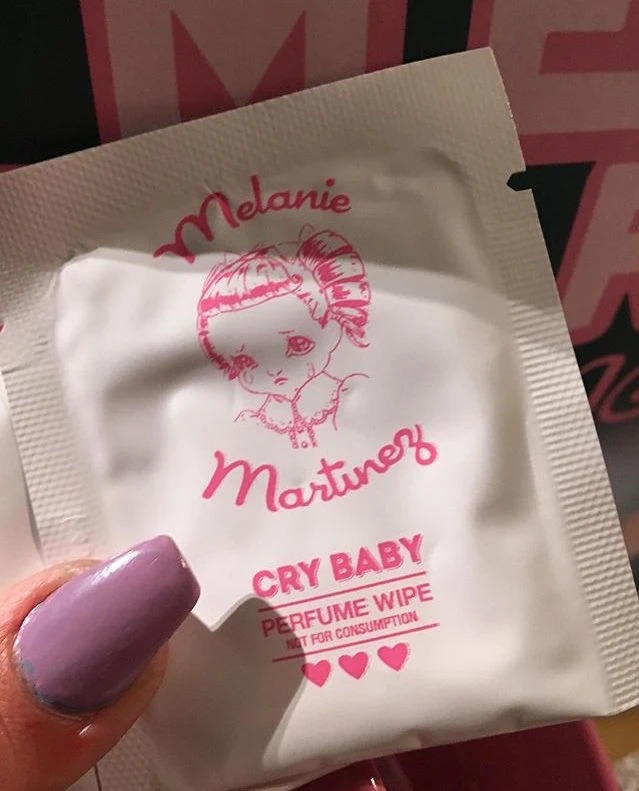 Melanie
Martinez
CRY BABY
PERFUME WIPE
NOT FOR CONSUMPTION